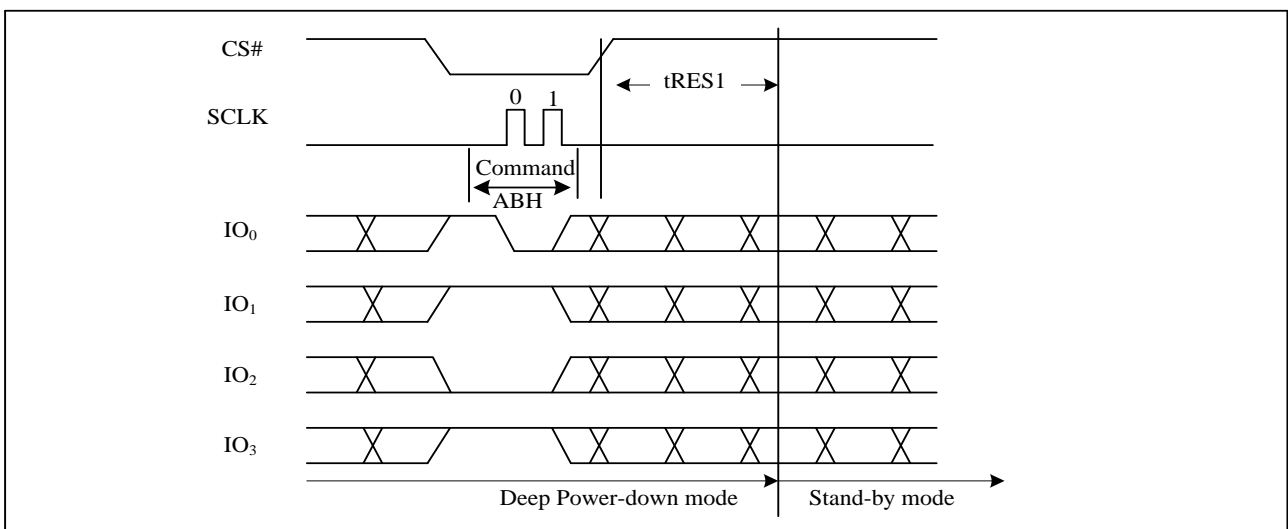 CS#
tRES1
0 1
SCLK
Command
ABH
IO₀
IO₁
IO₂
IO₃
Deep Power-down mode Stand-by mode